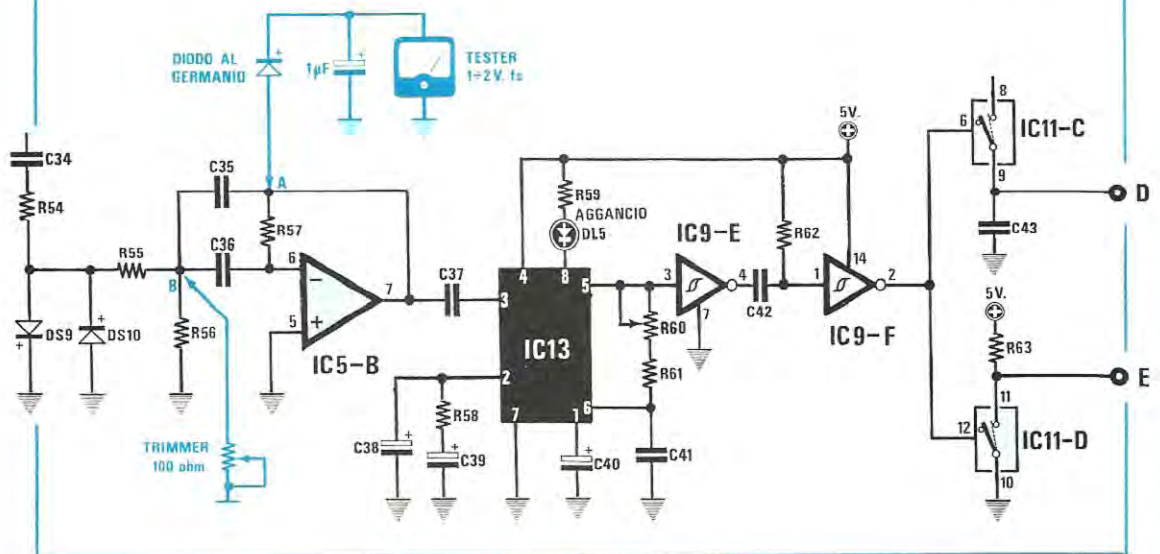 DIODO AL
GERMANIO
1µF
TESTER
1÷2V. fs
C34
R54
DS9
DS10
R55
B
R56
C35
C36
A
R57
6
5
7
IC5-B
TRIMMER
100 ohm
C37
3
4
8
5
2
7
1
6
IC13
R59
AGGANCIO
DL5
C38
R58
C39
C40
C41
R60
R61
IC9-E
3
4
7
C42
R62
5V.
14
1
2
IC9-F
8
6
9
IC11-C
C43
D
5V.
R63
E
11
12
10
IC11-D